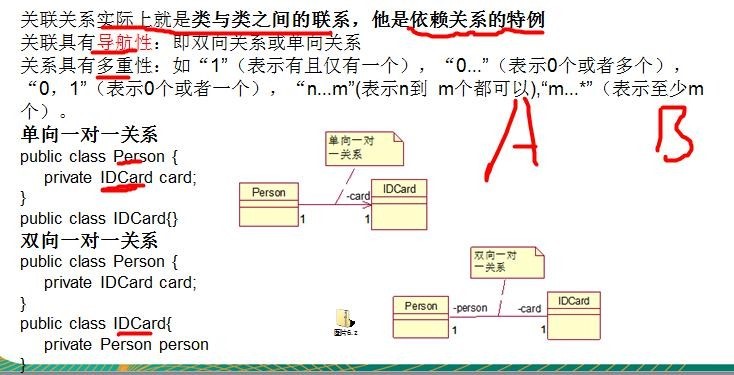 关联关系实际上就是类与类之间的联系，他是依赖关系的特例
关联具有导航性：即双向关系或单向关系
关系具有多重性：如“1”（表示有且仅有一个），“0...”（表示0个或者多个），
“0，1”（表示0个或者一个），“n...m”(表示n到 m个都可以),“m...*”（表示至少m
个）。
A
B
单向一对一关系
public class Person {
private IDCard card;
}
public class IDCard{}
单向一对
一关系
Person
-card
IDCard
1
1
双向一对一关系
public class Person {
private IDCard card;
}
public class IDCard{
private Person person
}
双向一对
一关系
Person
-person
-card
IDCard
1
1